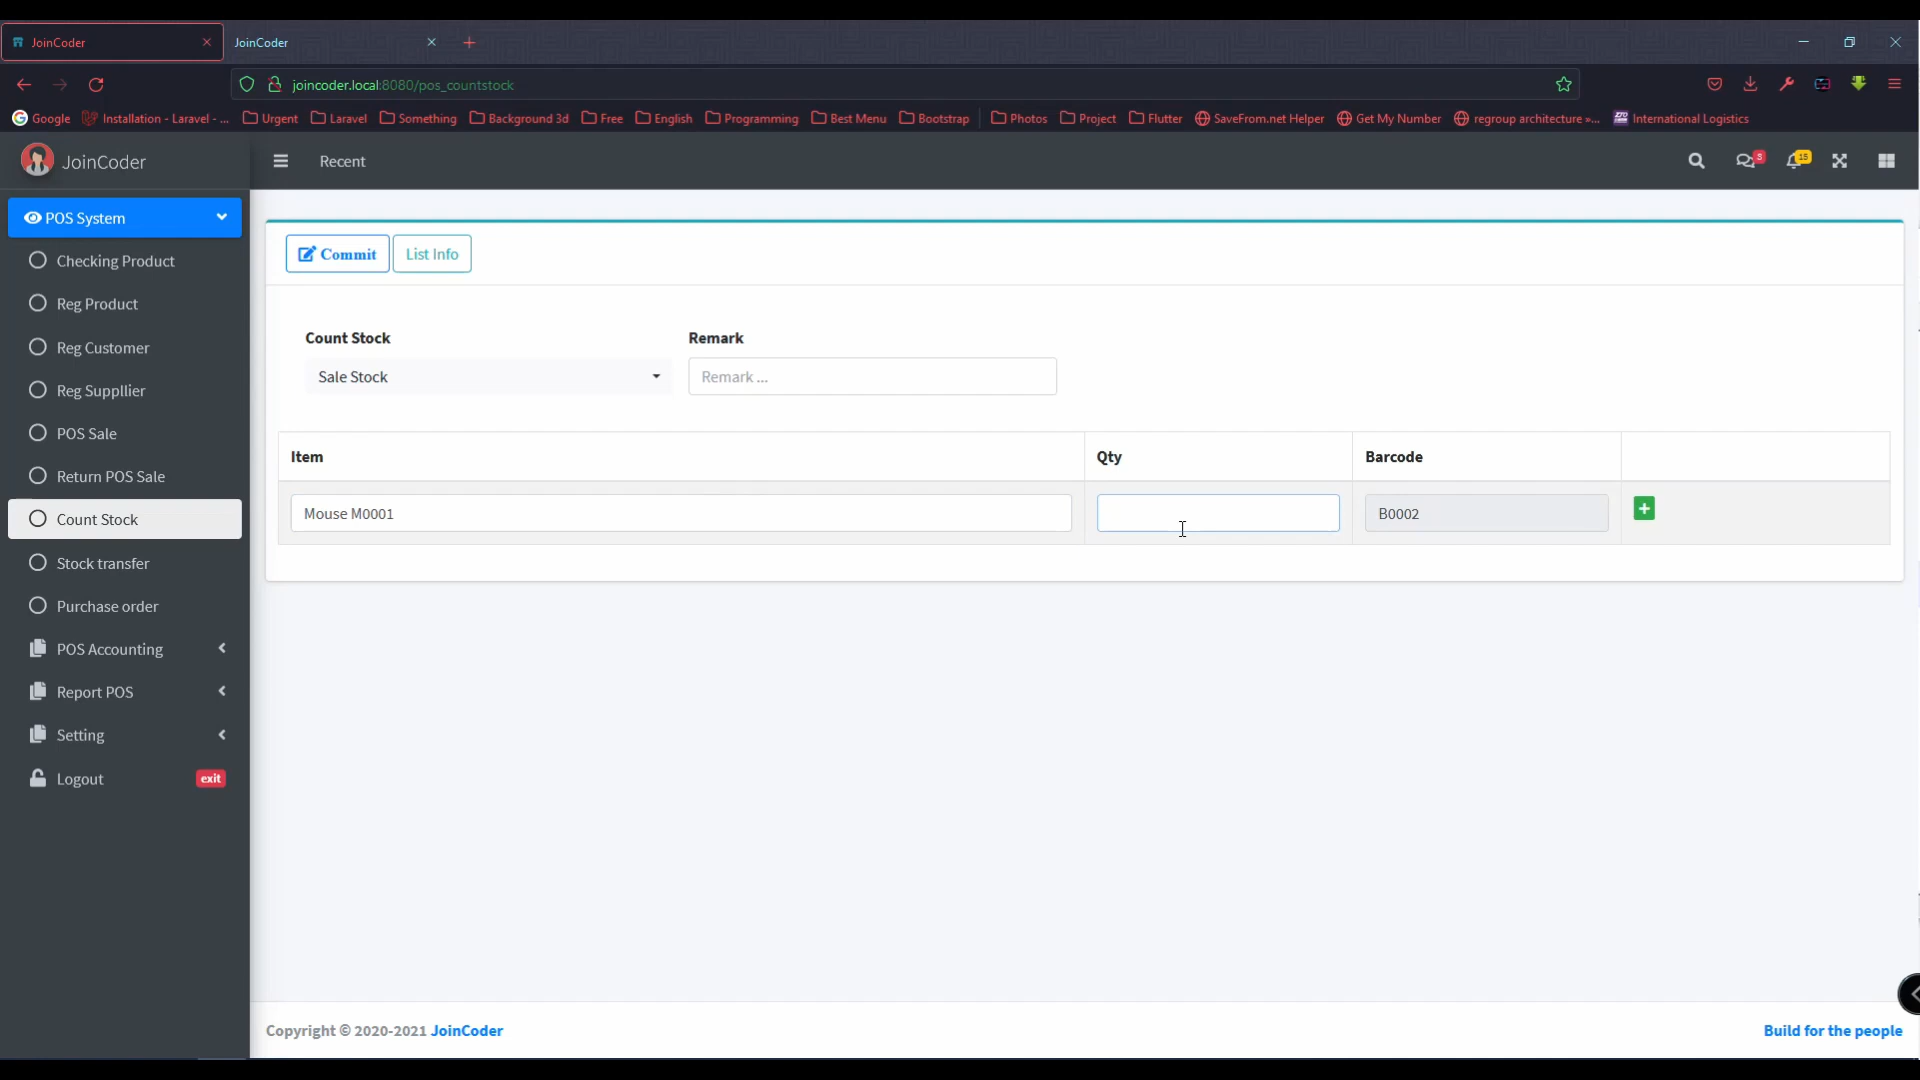 JoinCoder
JoinCoder
joincoder.local:8080/pos_countstock
Google
Installation - Laravel - ...
Urgent
Laravel
Something
Background 3d
Free
English
Programming
Best Menu
Bootstrap
Photos
Project
Flutter
SaveFrom.net Helper
Get My Number
regroup architecture »...
International Logistics
JoinCoder
Recent
3
15
POS System
Checking Product
Reg Product
Reg Customer
Reg Suppllier
POS Sale
Return POS Sale
Count Stock
Stock transfer
Purchase order
POS Accounting
Report POS
Setting
Logout
exit
Commit
List Info
Count Stock
Remark
Sale Stock
Remark ...
Item
Qty
Barcode
Mouse M0001
B0002
Copyright © 2020-2021 JoinCoder
Build for the people